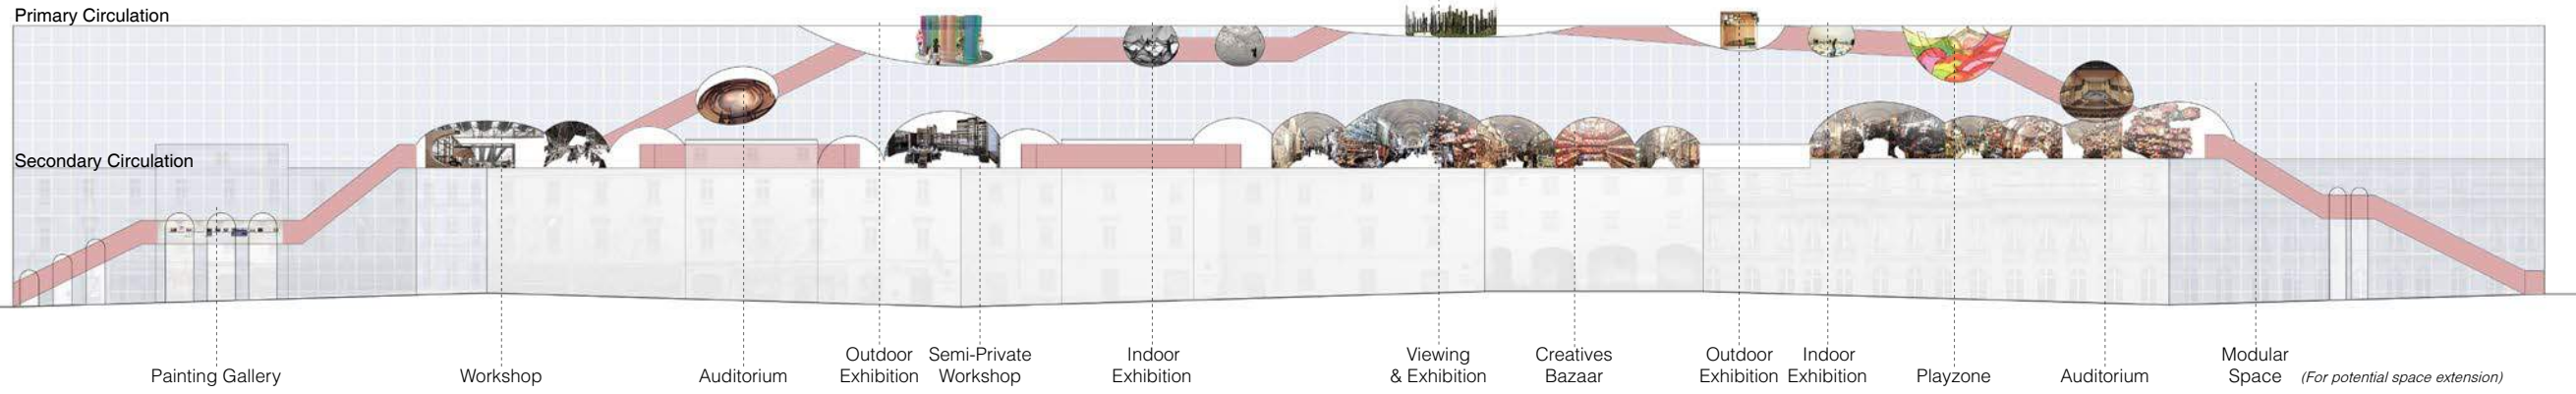 Primary Circulation
Secondary Circulation
Painting Gallery
Workshop
Auditorium
Outdoor
Exhibition
Semi-Private
Workshop
Indoor
Exhibition
Viewing
& Exhibition
Creatives
Bazaar
Outdoor
Exhibition
Indoor
Exhibition
Playzone
Auditorium
Modular
Space
(For potential space extension)